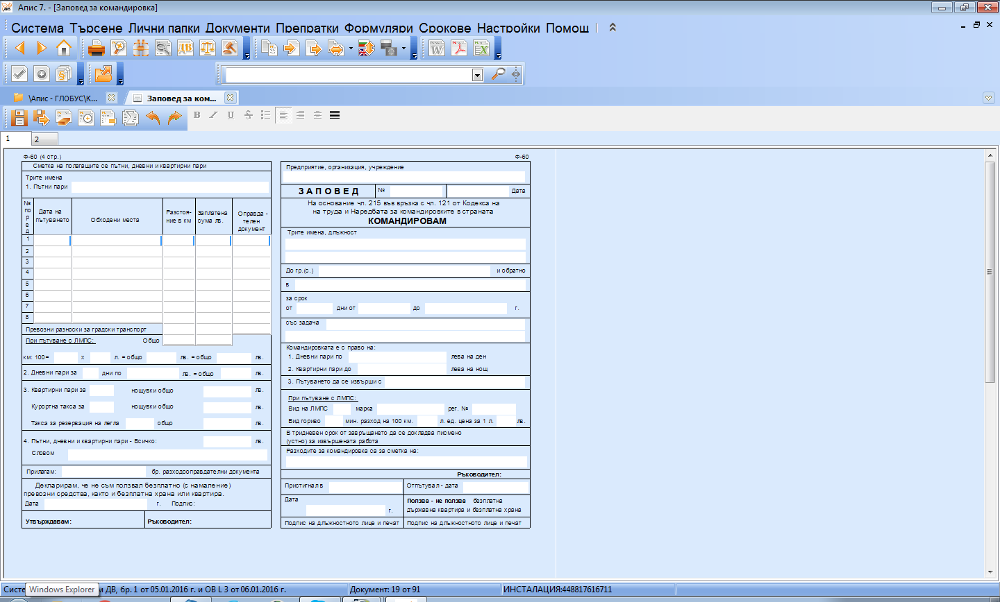 Апис 7. - [Заповед за командировка]
Система Търсене Лични папки Документи Препратки Формуляри Срокове Настройки Помощ
\Апис - ГЛОБУС\К...
Заповед за ком...
B I U S
1
2
Ф-60 (4 стр.)
Сметка на полагащите се пътни, дневни и квартирни пари
Трите имена
1. Пътни пари
№ по ред
Дата на пътуването
Обходени места
Разстоя-ние в км
Заплатена сума лв.
Оправда - телен документ
1
2
3
4
5
6
7
8
Превозни разноски за градски транспорт
При пътуване с ЛМПС: Общо
км: 100= х л. = общо лв. = общо лв.
2. Дневни пари за дни по лв. = общо лв.
3. Квартирни пари за нощувки общо лв.
Курортна такса за нощувки общо лв.
Такса за резервация на легла общо лв.
4. Пътни, дневни и квартирни пари - Всичко: лв.
Словом
Прилагам: бр. разходооправдателни документа
Декларирам, че не съм ползвал безплатно (с намаление)
превозни средства, както и безплатна храна или квартира.
Дата г. Подпис:
Утвърждавам: Ръководител:
Ф-60
Предприятие, организация, учреждение
З А П О В Е Д № Дата
На основание чл. 215 във връзка с чл. 121 от Кодекса на
на труда и Наредбата за командировките в страната
КОМАНДИРОВАМ
Трите имена, длъжност
До гр.(с.) и обратно
в
за срок
от дни от до г.
със задача
Командировката е с право на:
1. Дневни пари по лева на ден
2. Квартирни пари до лева на нощ
3. Пътуването да се извърши с
При пътуване с ЛМПС:
Вид на ЛМПС марка рег. №
Вид гориво мин. разход на 100 км. л. ед. цена за 1 л. лв.
В тридневен срок от завръщането да се докладва писмено
(устно) за извършената работа
Разходите за командировка са за сметка на:
Ръководител:
Пристигнал в Отпътувал - дата
Дата г.
Ползва - не ползва безплатна
държавна квартира и безплатна храна
Подпис на длъжностното лице и печат Подпис на длъжностното лице и печат
Систе
Windows Explorer
и ДВ, бр. 1 от 05.01.2016 г. и ОВ L 3 от 06.01.2016 г. Документ: 19 от 91 ИНСТАЛАЦИЯ:448817616711